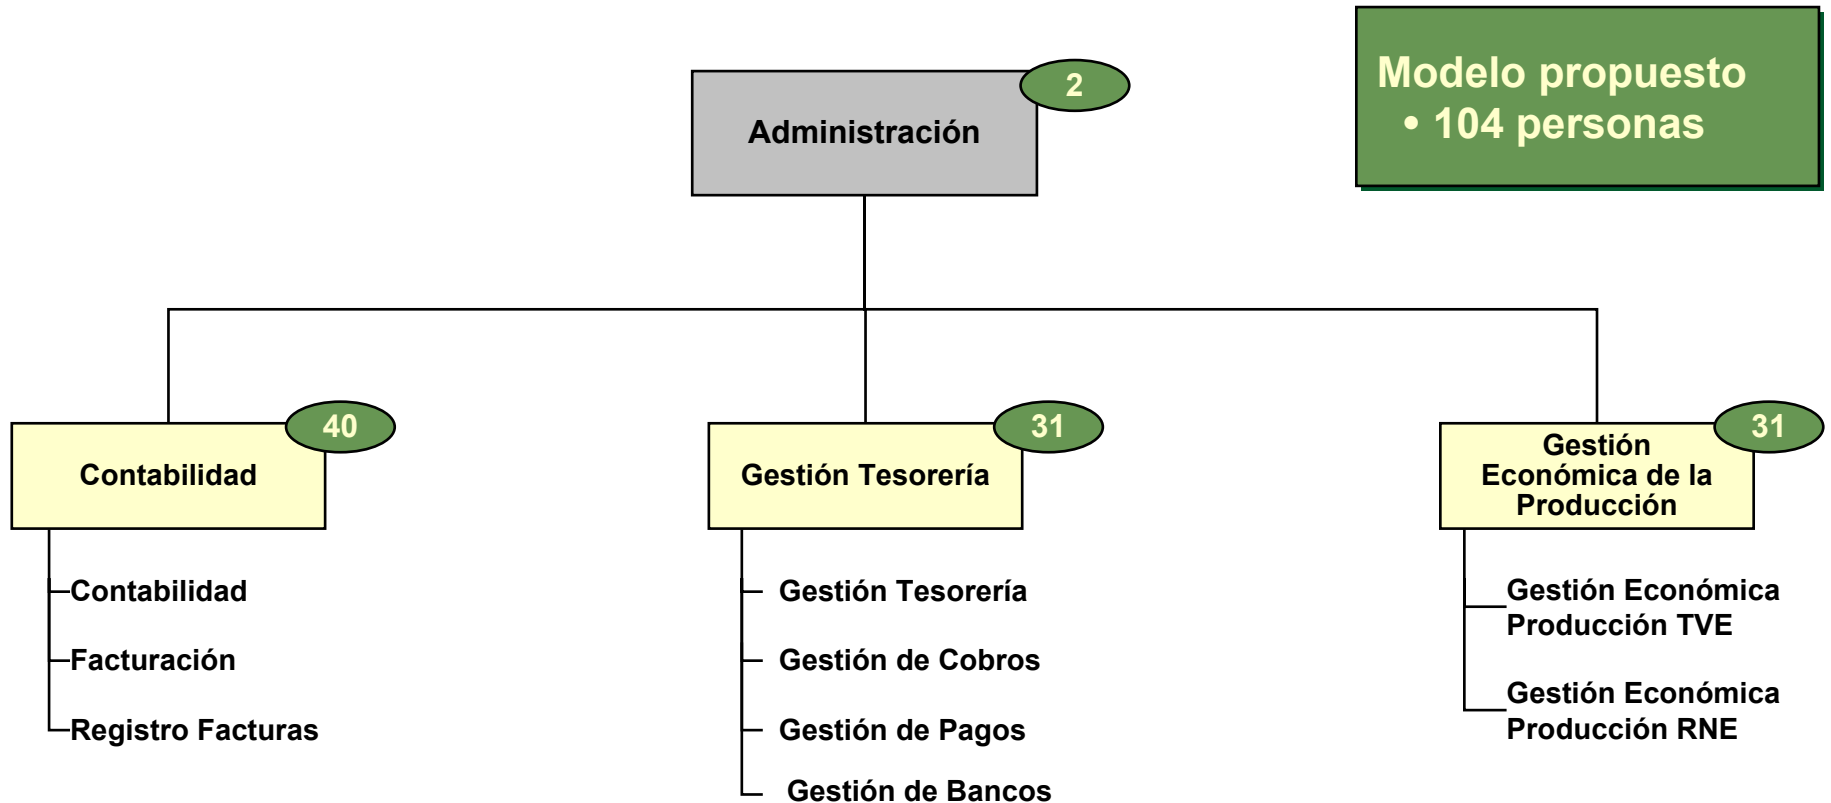 2
Administración
Modelo propuesto
• 104 personas
40
Contabilidad
Contabilidad
Facturación
Registro Facturas
31
Gestión Tesorería
Gestión Tesorería
Gestión de Cobros
Gestión de Pagos
Gestión de Bancos
31
Gestión
Económica de la
Producción
Gestión Económica
Producción TVE
Gestión Económica
Producción RNE